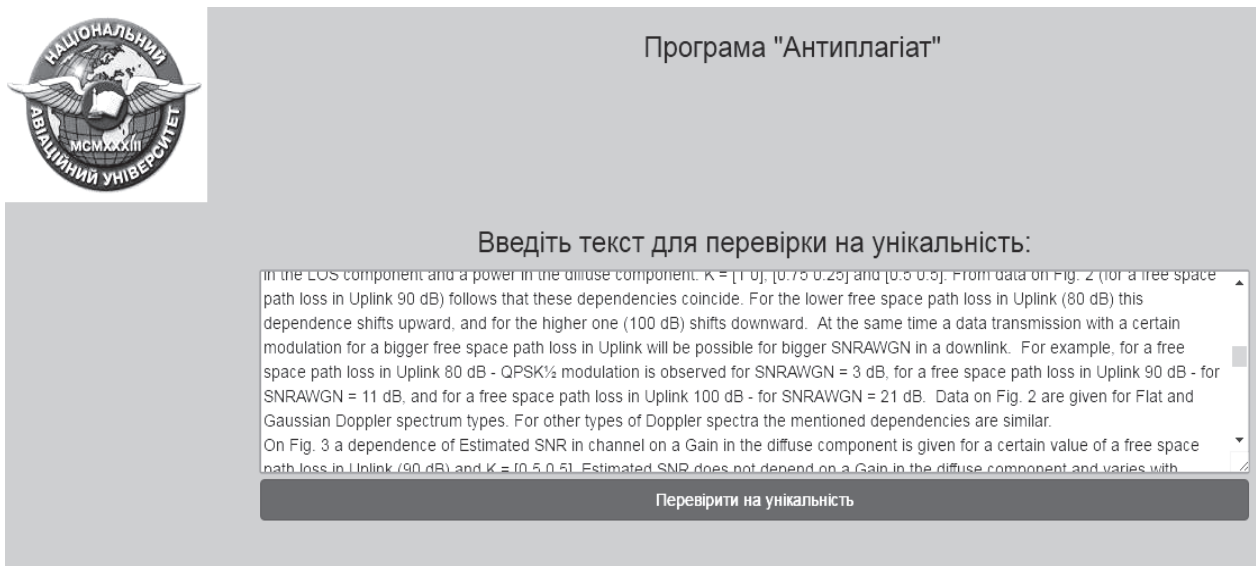 НАЦІОНАЛЬНИЙ
АВІАЦІЙНИЙ УНІВЕРСИТЕТ
MCMXXXIII
Програма "Антиплагіат"
Введіть текст для перевірки на унікальність:
in the LOS component and a power in the diffuse component. K = [1 0], [0.75 0.25] and [0.5 0.5]. From data on Fig. 2 (for a free space
path loss in Uplink 90 dB) follows that these dependencies coincide. For the lower free space path loss in Uplink (80 dB) this
dependence shifts upward, and for the higher one (100 dB) shifts downward. At the same time a data transmission with a certain
modulation for a bigger free space path loss in Uplink will be possible for bigger SNRAWGN in a downlink. For example, for a free
space path loss in Uplink 80 dB - QPSK½ modulation is observed for SNRAWGN = 3 dB, for a free space path loss in Uplink 90 dB - for
SNRAWGN = 11 dB, and for a free space path loss in Uplink 100 dB - for SNRAWGN = 21 dB. Data on Fig. 2 are given for Flat and
Gaussian Doppler spectrum types. For other types of Doppler spectra the mentioned dependencies are similar.
On Fig. 3 a dependence of Estimated SNR in channel on a Gain in the diffuse component is given for a certain value of a free space
path loss in Uplink (90 dB) and K = [0.5 0.5]. Estimated SNR does not depend on a Gain in the diffuse component and varies with
Перевірити на унікальність